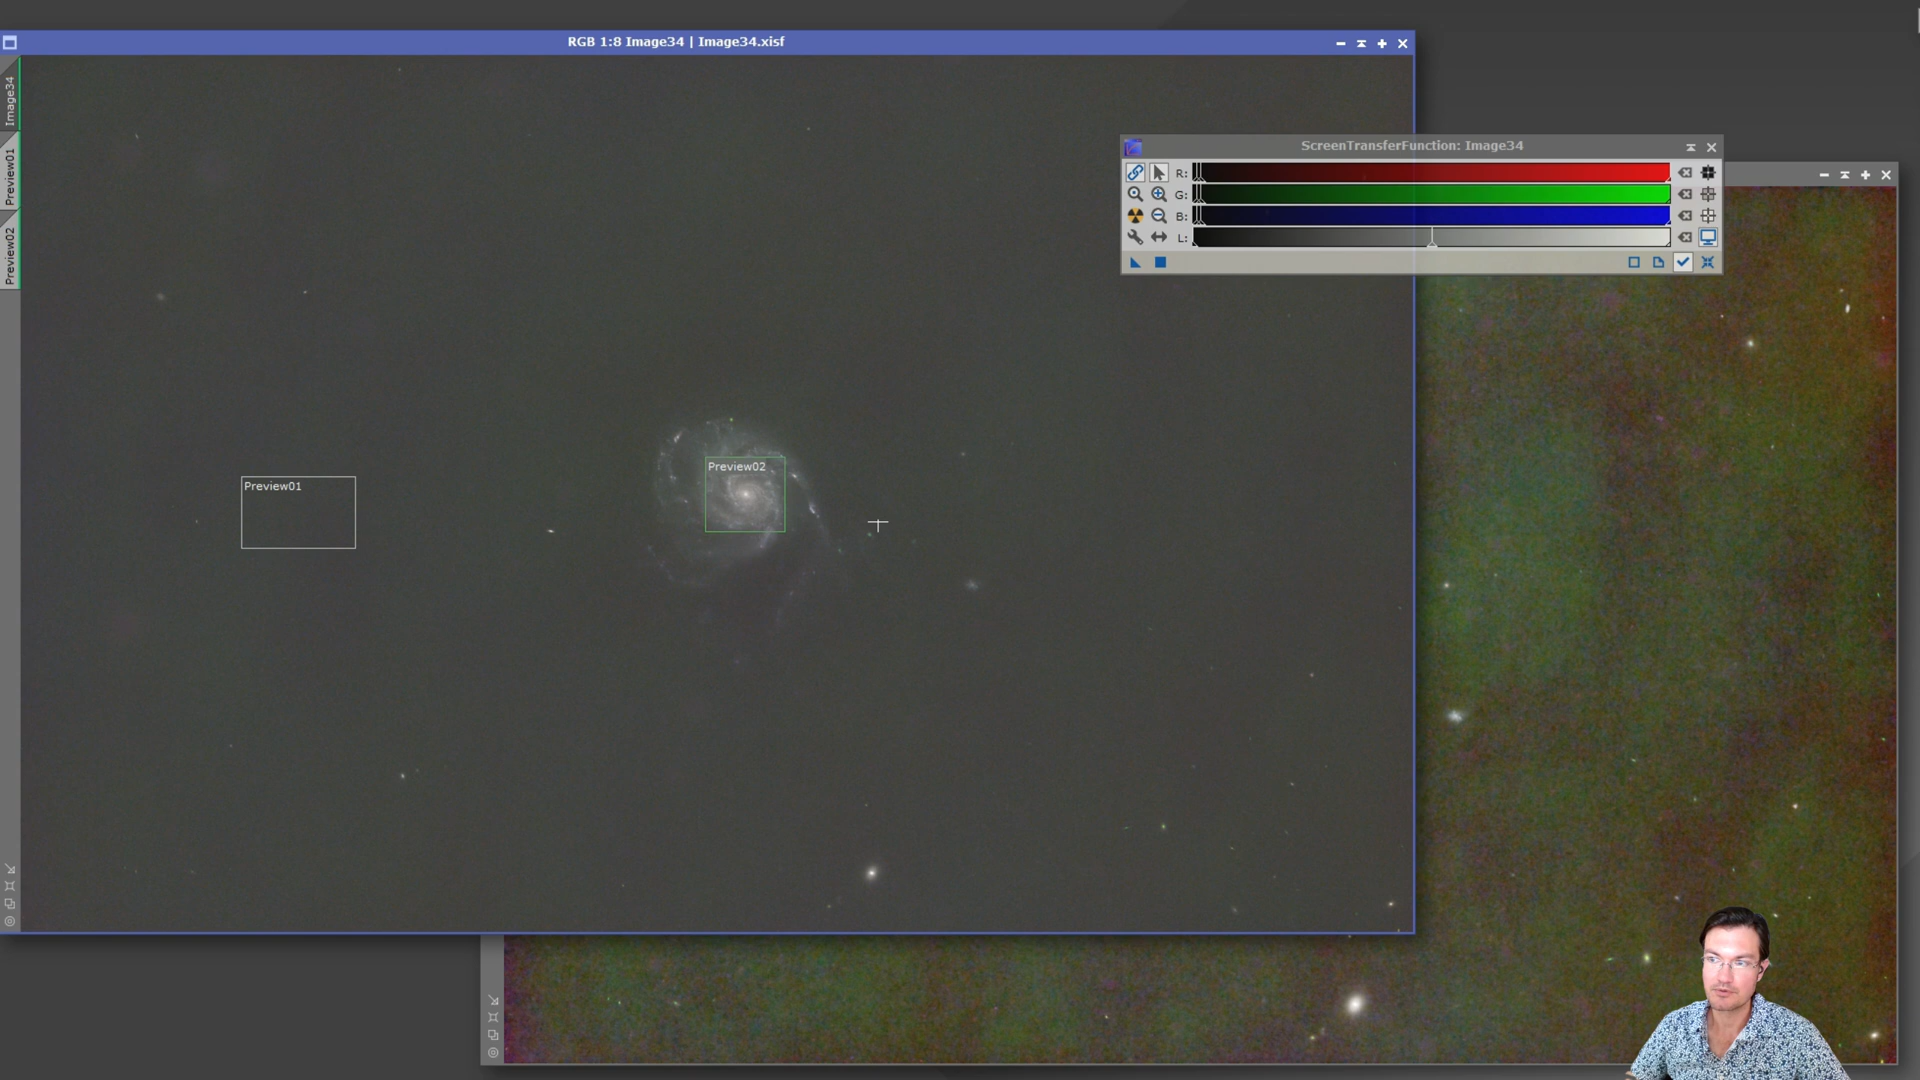 RGB 1:8 Image34 | Image34.xisf
Image34
Preview01
Preview02
ScreenTransferFunction: Image34
R:
G:
B:
L:
Preview02
Preview01